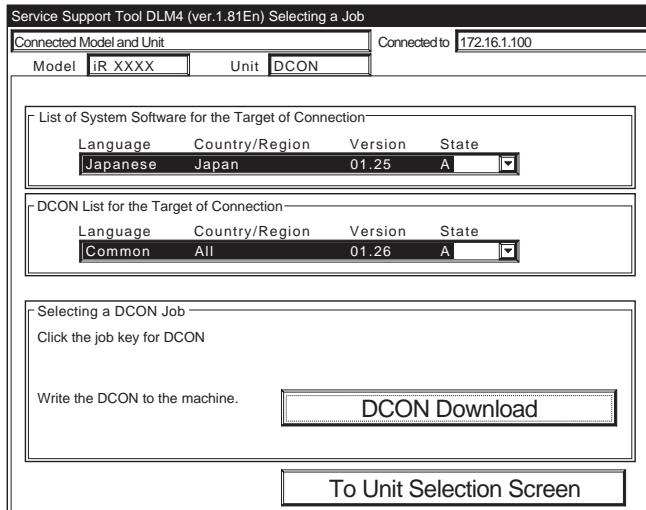 Service Support Tool DLM4 (ver.1.81En) Selecting a Job
Connected Model and Unit Connected to 172.16.1.100
Model iR XXXX Unit DCON
List of System Software for the Target of Connection
Language Country/Region Version State
Japanese Japan 01.25 A
DCON List for the Target of Connection
Language Country/Region Version State
Common All 01.26 A
Selecting a DCON Job
Click the job key for DCON
Write the DCON to the machine. DCON Download
To Unit Selection Screen